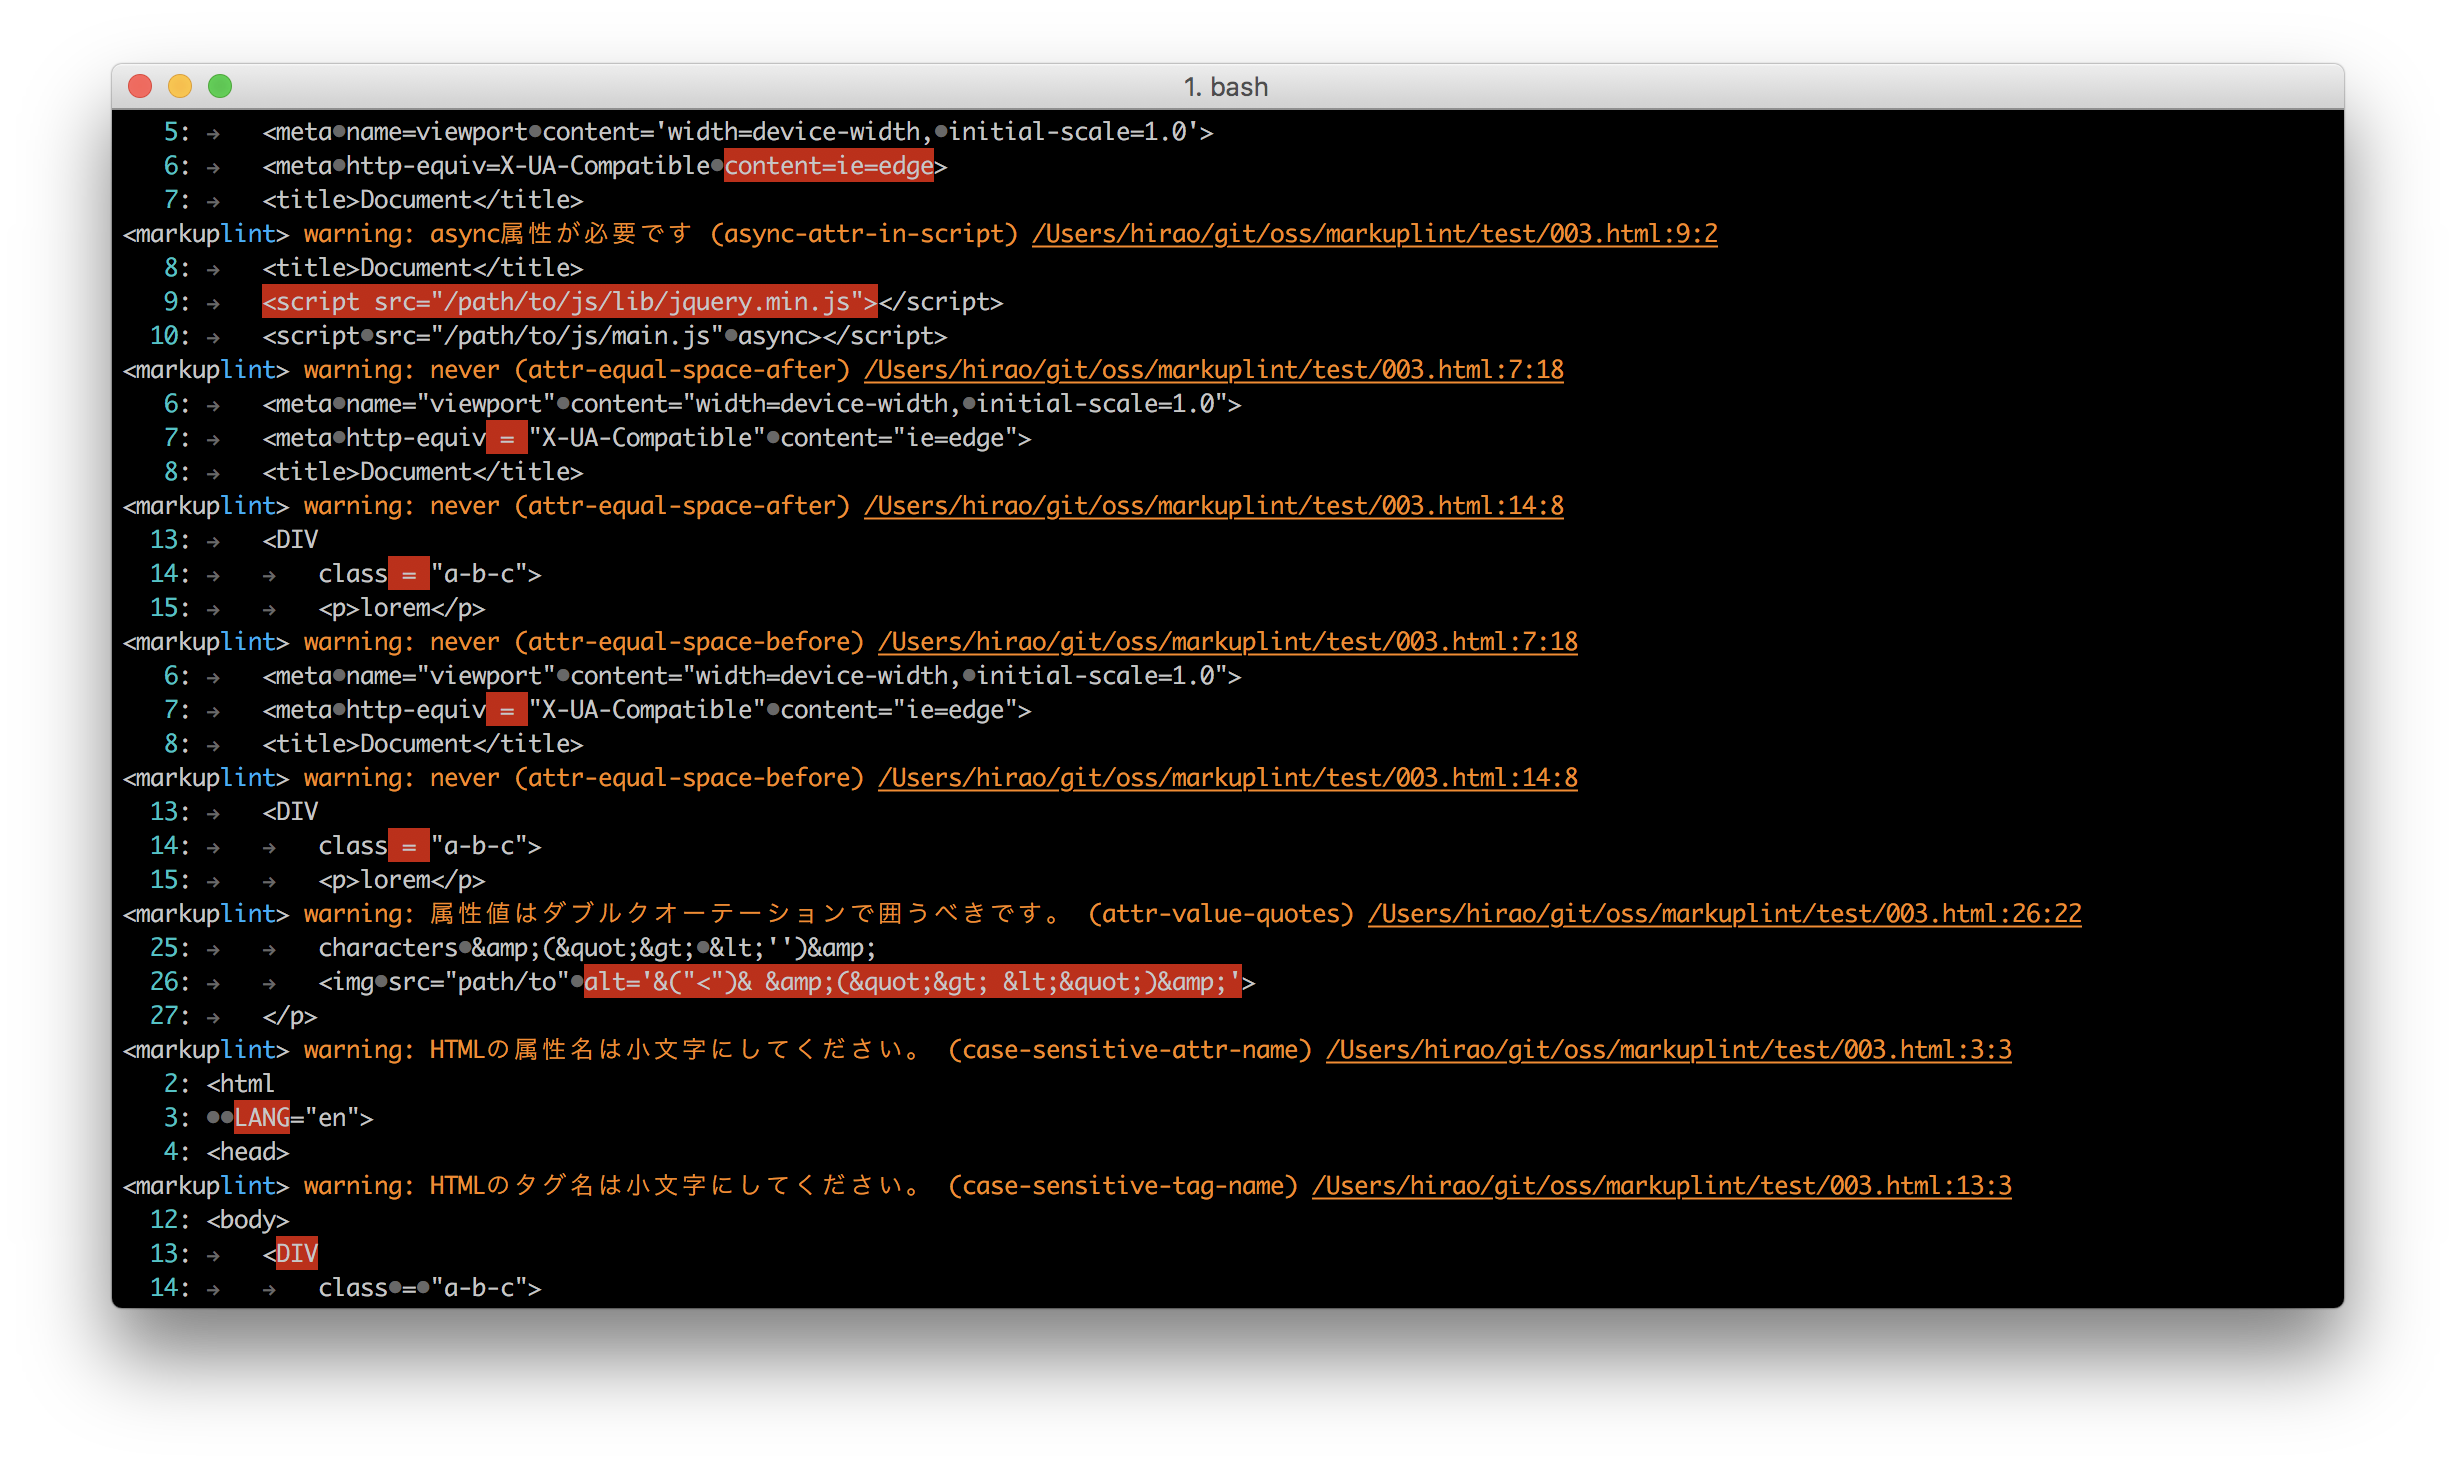 1. bash
5: →   <meta•name=viewport•content='width=device-width,•initial-scale=1.0'>
6: →   <meta•http-equiv=X-UA-Compatible•content=ie=edge>
7: →   <title>Document</title>
<markuplint> warning: async属性が必要です (async-attr-in-script) /Users/hirao/git/oss/markuplint/test/003.html:9:2
8: →   <title>Document</title>
9: →   <script src="/path/to/js/lib/jquery.min.js"></script>
10: →   <script•src="/path/to/js/main.js"•async></script>
<markuplint> warning: never (attr-equal-space-after) /Users/hirao/git/oss/markuplint/test/003.html:7:18
6: →   <meta•name="viewport"•content="width=device-width,•initial-scale=1.0">
7: →   <meta•http-equiv = "X-UA-Compatible"•content="ie=edge">
8: →   <title>Document</title>
<markuplint> warning: never (attr-equal-space-after) /Users/hirao/git/oss/markuplint/test/003.html:14:8
13: →   <DIV
14: →   →   class = "a-b-c">
15: →   →   <p>lorem</p>
<markuplint> warning: never (attr-equal-space-before) /Users/hirao/git/oss/markuplint/test/003.html:7:18
6: →   <meta•name="viewport"•content="width=device-width,•initial-scale=1.0">
7: →   <meta•http-equiv = "X-UA-Compatible"•content="ie=edge">
8: →   <title>Document</title>
<markuplint> warning: never (attr-equal-space-before) /Users/hirao/git/oss/markuplint/test/003.html:14:8
13: →   <DIV
14: →   →   class = "a-b-c">
15: →   →   <p>lorem</p>
<markuplint> warning: 属性値はダブルクオーテーションで囲うべきです。 (attr-value-quotes) /Users/hirao/git/oss/markuplint/test/003.html:26:22
25: →   →   characters•&amp;(&quot;&gt;•&lt;'')&amp;
26: →   →   <img•src="path/to"•alt='&("<")& &amp;(&quot;&gt; &lt;&quot;)&amp;'>
27: →   </p>
<markuplint> warning: HTMLの属性名は小文字にしてください。 (case-sensitive-attr-name) /Users/hirao/git/oss/markuplint/test/003.html:3:3
2: <html
3: ••LANG="en">
4: <head>
<markuplint> warning: HTMLのタグ名は小文字にしてください。 (case-sensitive-tag-name) /Users/hirao/git/oss/markuplint/test/003.html:13:3
12: <body>
13: →   <DIV
14: →   →   class•=•"a-b-c">